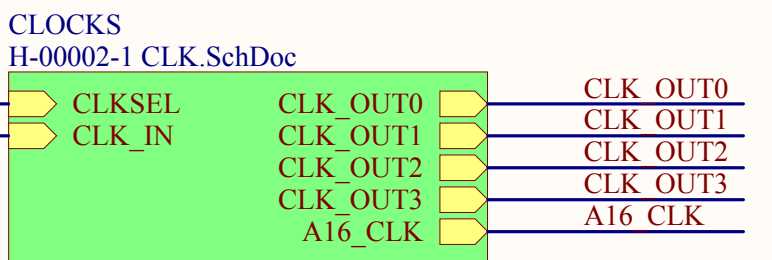 CLOCKS
H-00002-1 CLK.SchDoc
CLKSEL CLK_OUT0 CLK_OUT0
CLK_IN CLK_OUT1 CLK_OUT1
CLK_OUT2 CLK_OUT2
CLK_OUT3 CLK_OUT3
A16_CLK A16_CLK